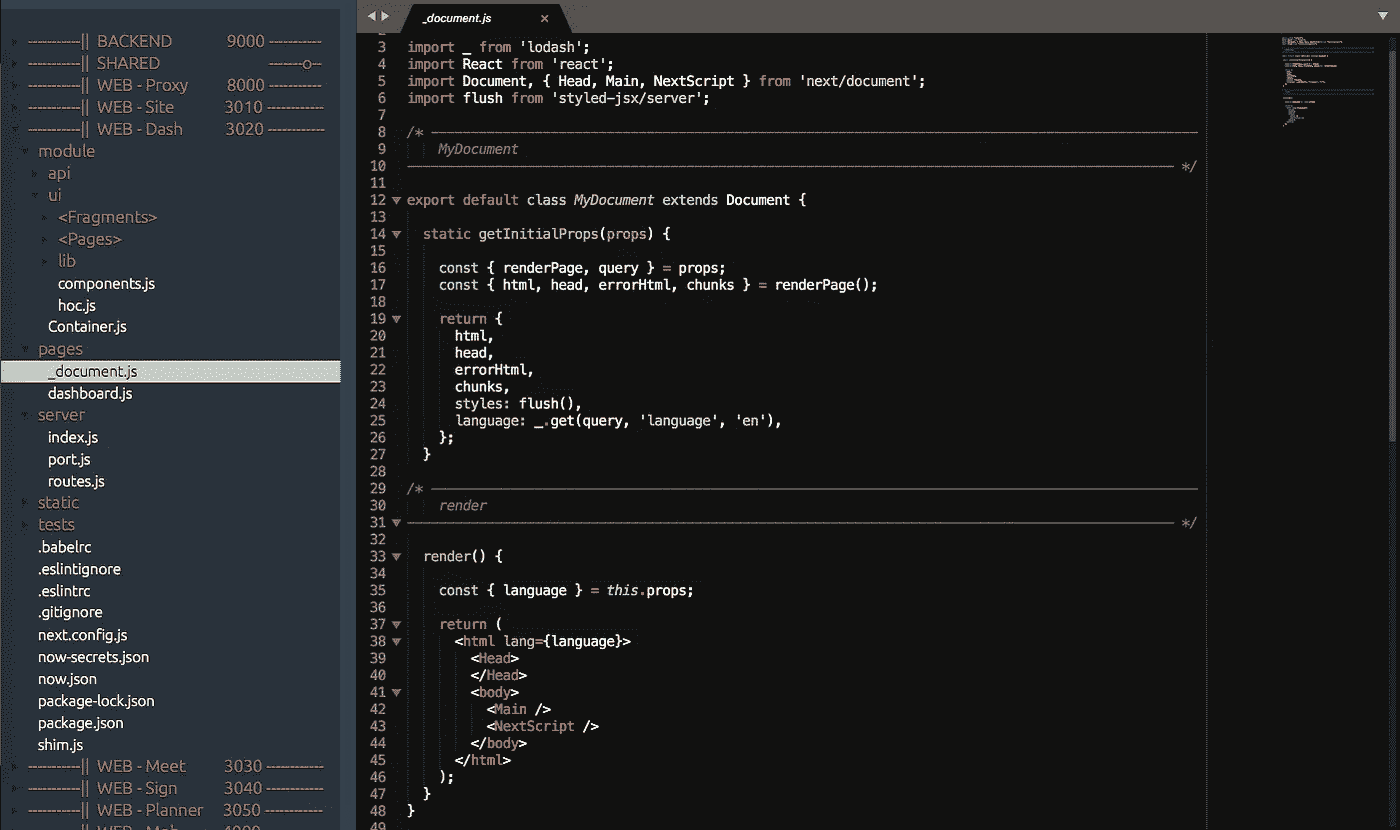 -----------|| BACKEND 9000 -----------
-----------|| SHARED -------o--
-----------|| WEB - Proxy 8000 -----------
-----------|| WEB - Site 3010 -----------
-----------|| WEB - Dash 3020 -----------
module
api
ui
<Fragments>
<Pages>
lib
components.js
hoc.js
Container.js
pages
_document.js
dashboard.js
server
index.js
port.js
routes.js
static
tests
.babelrc
.eslintignore
.eslintrc
.gitignore
next.config.js
now-secrets.json
now.json
package-lock.json
package.json
shim.js
-----------|| WEB - Meet 3030 -----------
-----------|| WEB - Sign 3040 -----------
-----------|| WEB - Planner 3050 -----------
_document.js ×
2
3 import _ from 'lodash';
4 import React from 'react';
5 import Document, { Head, Main, NextScript } from 'next/document';
6 import flush from 'styled-jsx/server';
7
8 /* ────────────────────
9 MyDocument
10 ──────────────────── */
11
12 export default class MyDocument extends Document {
13
14 static getInitialProps(props) {
15
16 const { renderPage, query } = props;
17 const { html, head, errorHtml, chunks } = renderPage();
18
19 return {
20 html,
21 head,
22 errorHtml,
23 chunks,
24 styles: flush(),
25 language: _.get(query, 'language', 'en'),
26 };
27 }
28
29 /* ────────────────────
30 render
31 ──────────────────── */
32
33 render() {
34
35 const { language } = this.props;
36
37 return (
38 <html lang={language}>
39 <Head>
40 </Head>
41 <body>
42 <Main />
43 <NextScript />
44 </body>
45 </html>
46 );
47 }
48 }
49